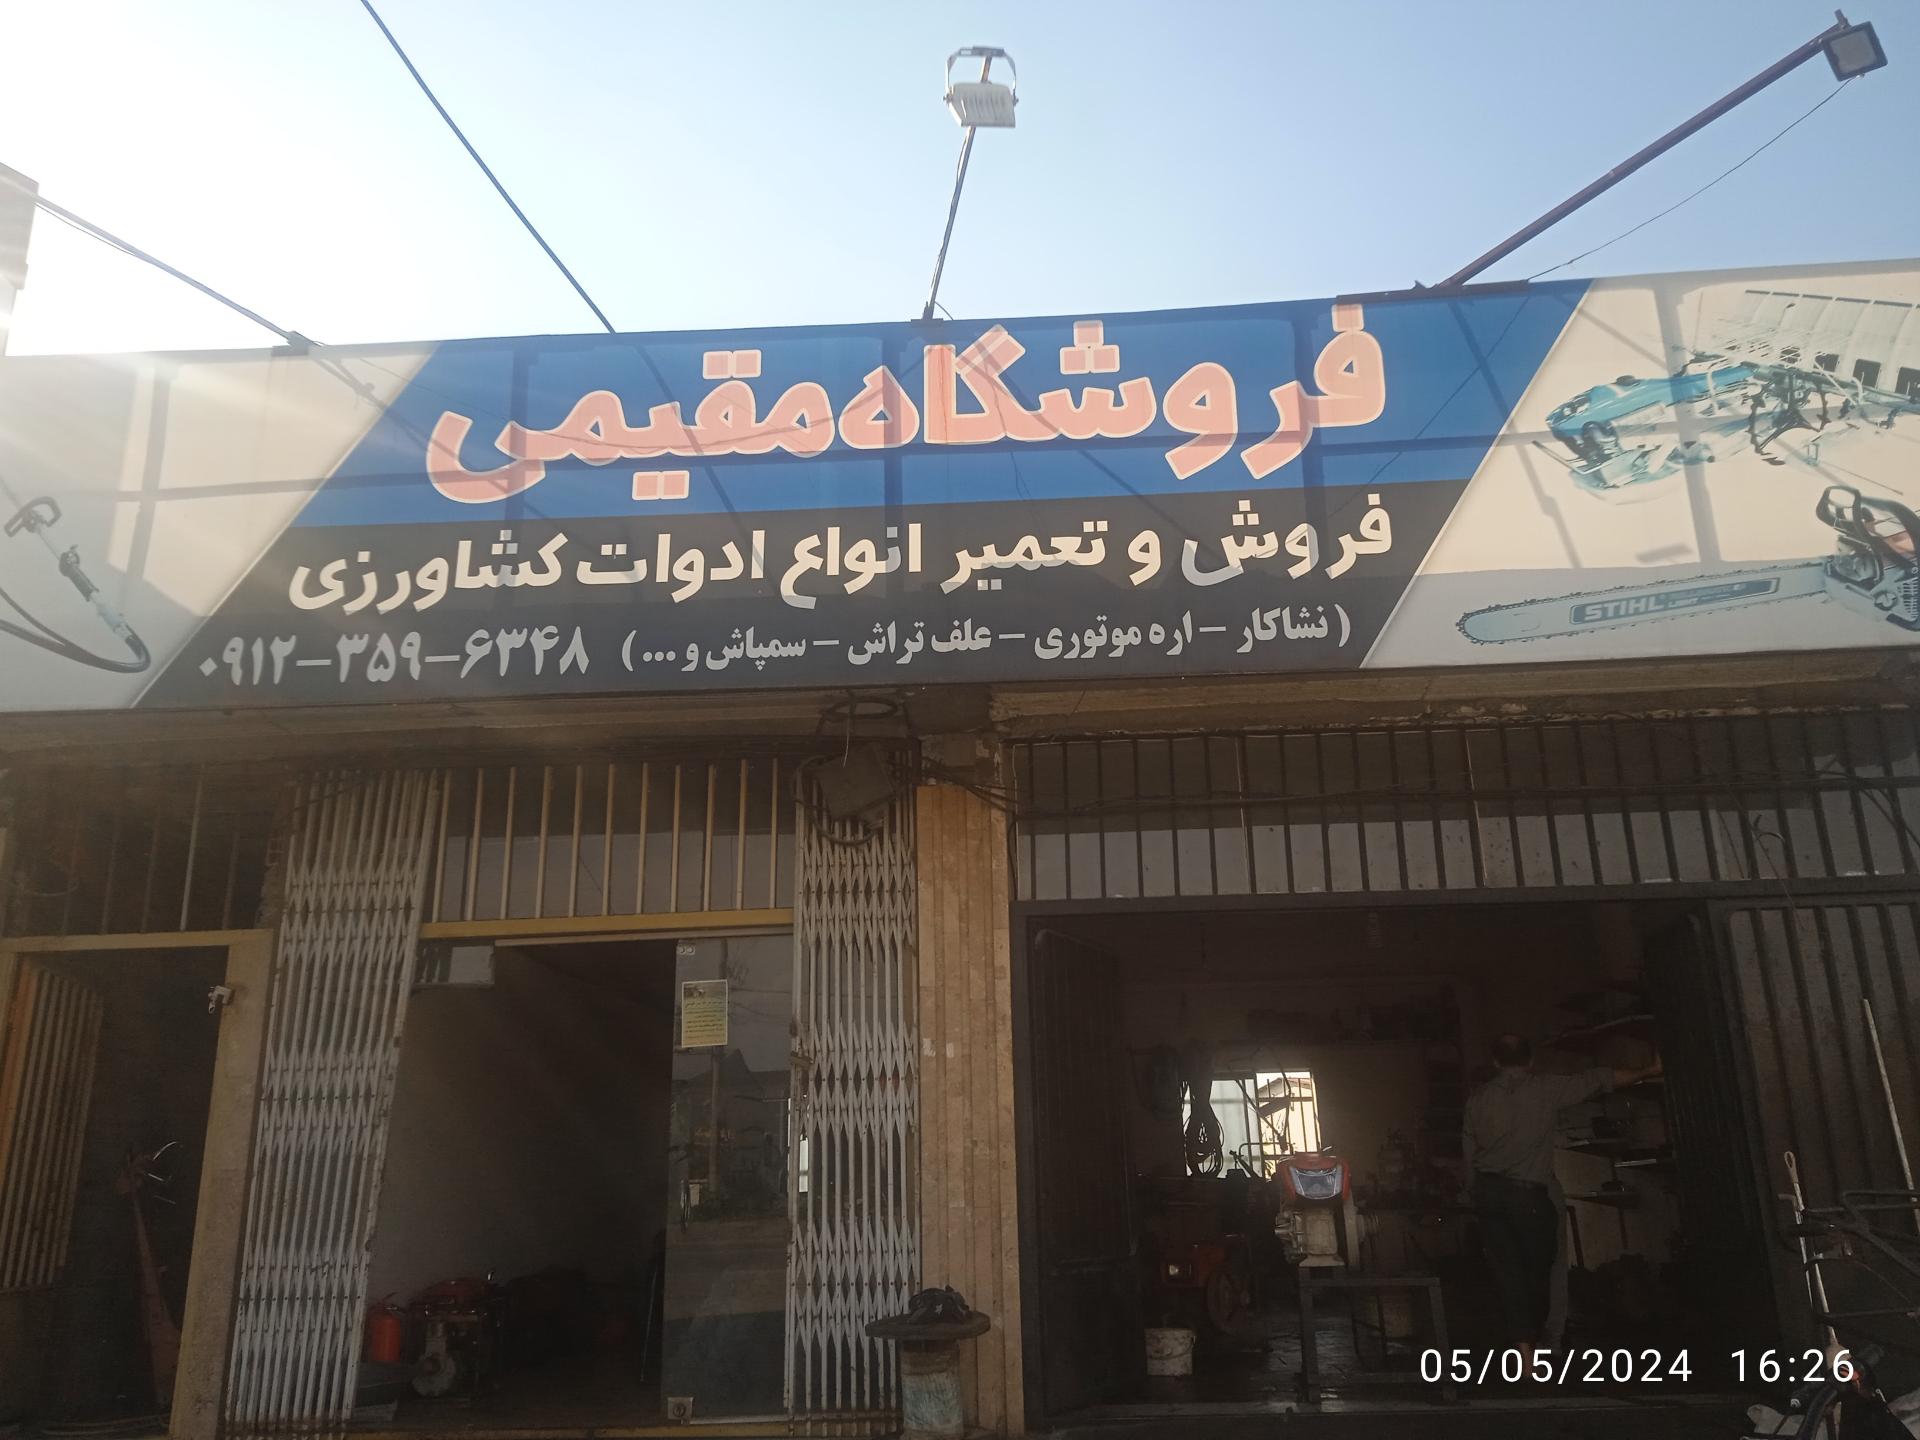 فروشگاه مقیمی
فروش و تعمیر انواع ادوات کشاورزی
( نشاکار – اره موتوری – علف تراش – سمپاش و ... ) ۰۹۱۲–۳۵۹–۶۳۴۸
STIHL
05/05/2024 16:26